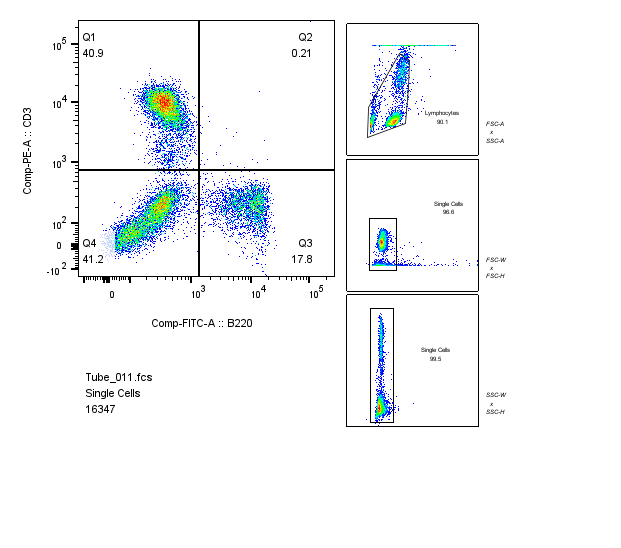 Q1
40.9
Q2
0.21
Q4
41.2
Q3
17.8
10^5
10^4
10^3
10^2
0
-10^2
0
10^3
10^4
10^5
Comp-PE-A :: CD3
Comp-FITC-A :: B220
Tube_011.fcs
Single Cells
16347
Lymphocytes
90.1
FSC-A
x
SSC-A
Single Cells
96.6
FSC-W
x
FSC-H
Single Cells
99.5
SSC-W
x
SSC-H